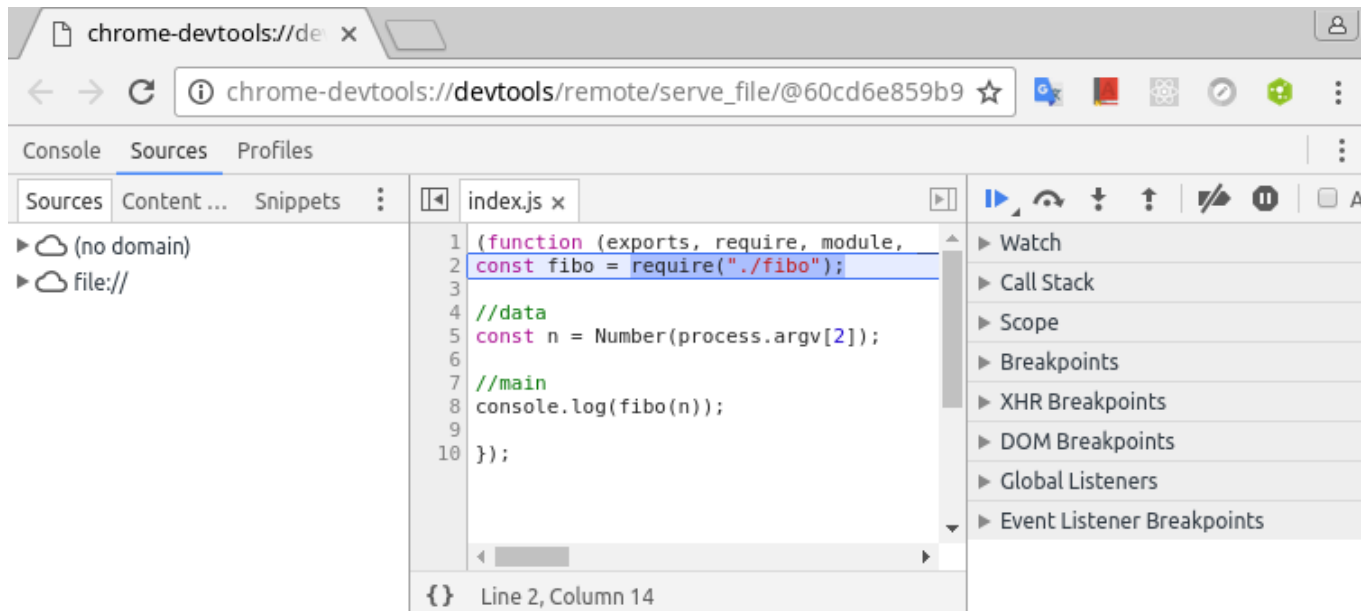 chrome-devtools://de
chrome-devtools://devtools/remote/serve_file/@60cd6e859b9
Console Sources Profiles
Sources Content ... Snippets
index.js
A
(no domain)
file://
1 (function (exports, require, module, __
2 const fibo = require("./fibo");
3
4 //data
5 const n = Number(process.argv[2]);
6
7 //main
8 console.log(fibo(n));
9
10 });
{} Line 2, Column 14
Watch
Call Stack
Scope
Breakpoints
XHR Breakpoints
DOM Breakpoints
Global Listeners
Event Listener Breakpoints